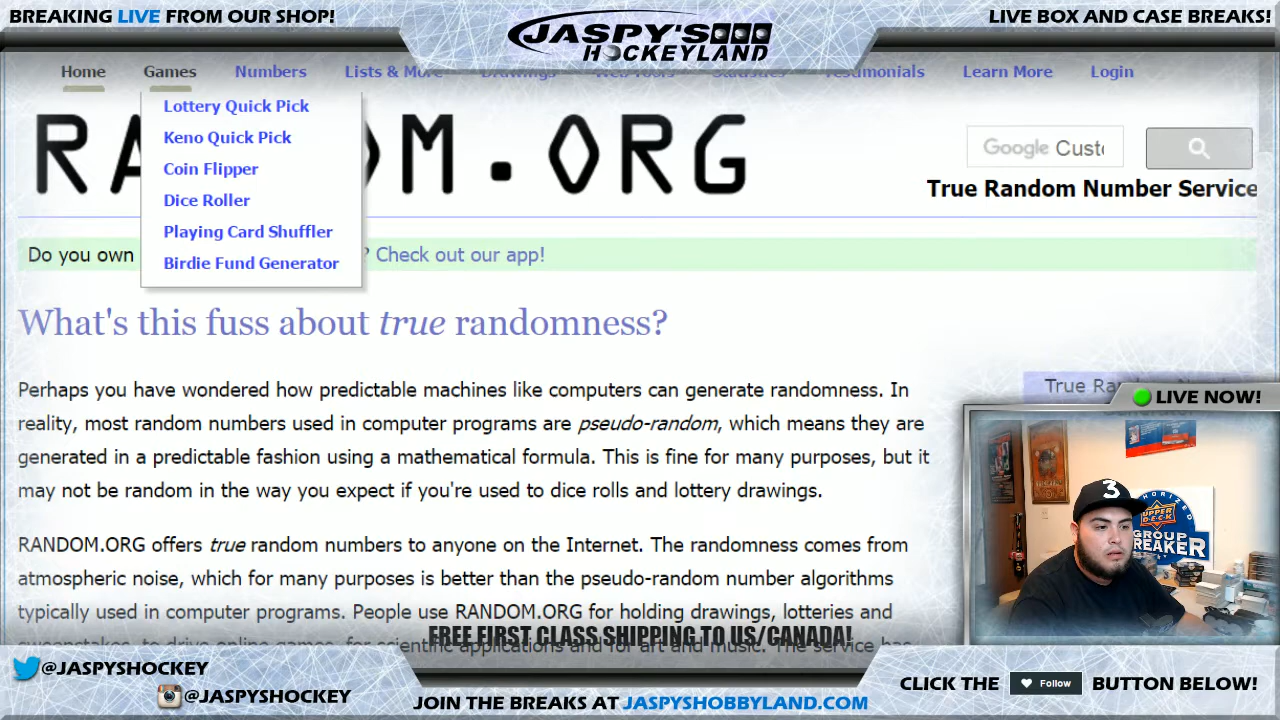 BREAKING LIVE FROM OUR SHOP!
JASPY'S
HOCKEYLAND
LIVE BOX AND CASE BREAKS!
Home Games Numbers Lists & More Drawings Web Tools Statistics Testimonials Learn More Login
Lottery Quick Pick
Keno Quick Pick
Coin Flipper
Dice Roller
Playing Card Shuffler
Birdie Fund Generator
RA DOM.ORG
Google Cust
True Random Number Service
Do you own ? Check out our app!
What's this fuss about true randomness?
Perhaps you have wondered how predictable machines like computers can generate randomness. In
reality, most random numbers used in computer programs are pseudo-random, which means they are
generated in a predictable fashion using a mathematical formula. This is fine for many purposes, but it
may not be random in the way you expect if you're used to dice rolls and lottery drawings.
RANDOM.ORG offers true random numbers to anyone on the Internet. The randomness comes from
atmospheric noise, which for many purposes is better than the pseudo-random number algorithms
typically used in computer programs. People use RANDOM.ORG for holding drawings, lotteries and
sweepstakes, to drive online games, for scientific applications and for art and music. The service has
True Ra
LIVE NOW!
3
AUTHORIZED
UPPER
DECK
GROUP
BREAKER
FREE FIRST CLASS SHIPPING TO US/CANADA!
@JASPYSHOCKEY
@JASPYSHOCKEY
JOIN THE BREAKS AT JASPYSHOBBYLAND.COM
CLICK THE Follow BUTTON BELOW!